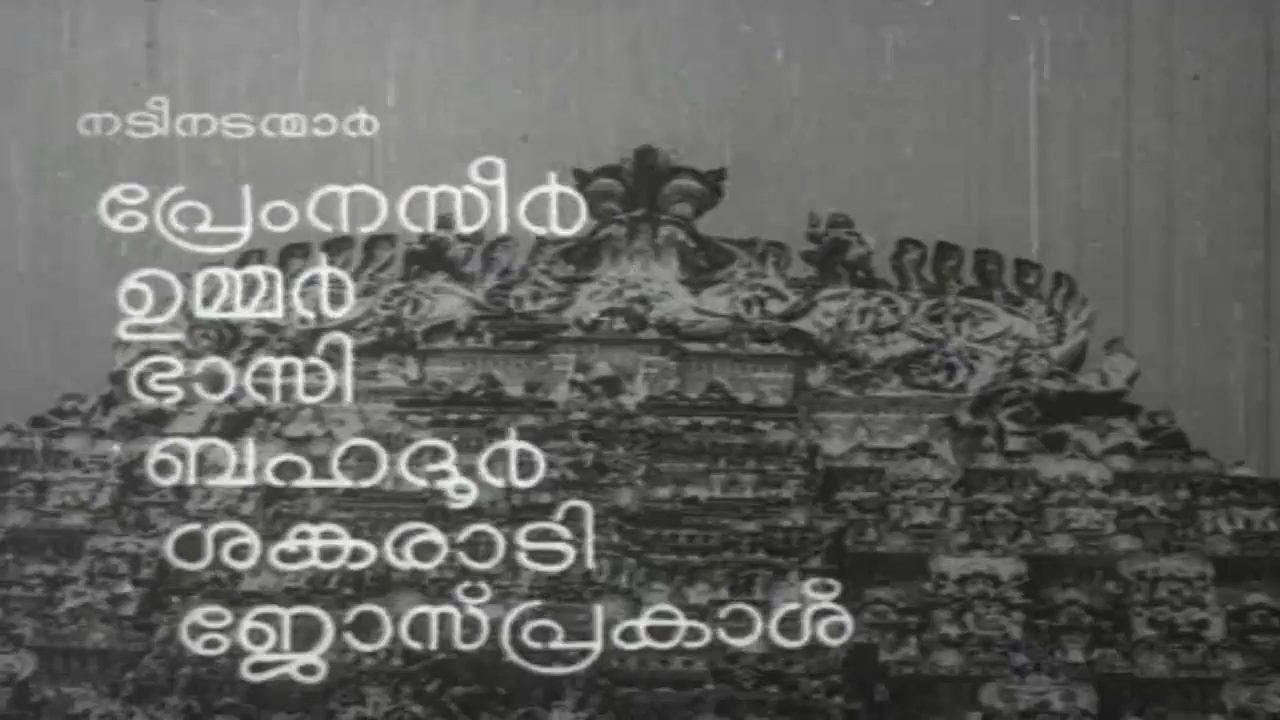 നടീനടന്മാർ
പ്രേംനസീർ
ഉമ്മർ
ഭാസി
ബഹദൂർ
ശങ്കരാടി
ജോസ്പ്രകാശ്